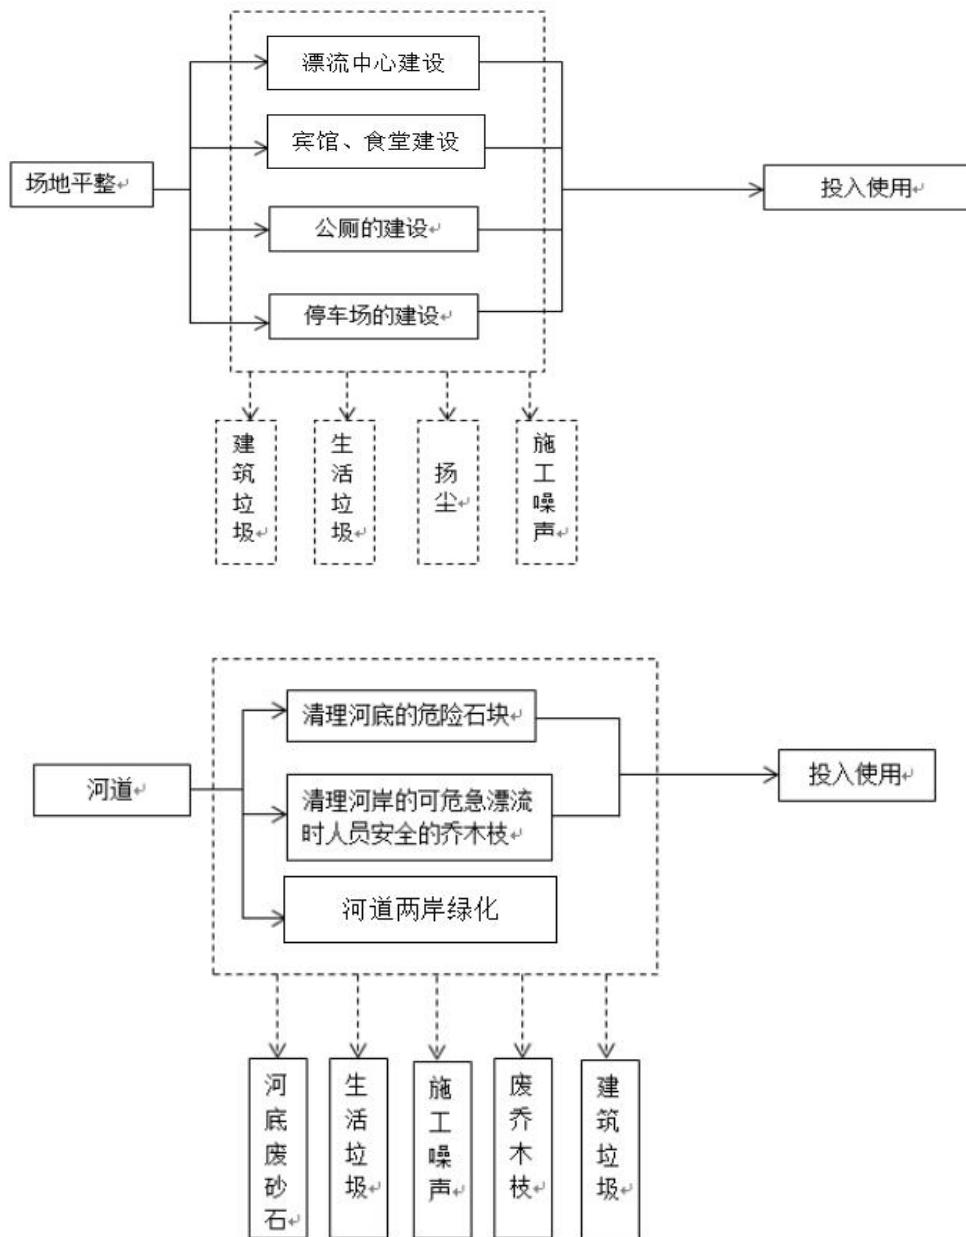 漂流中心建设
宾馆、食堂建设
场地平整
投入使用
公厕的建设
停车场的建设
建筑垃圾
生活垃圾
扬尘
施工噪声
清理河底的危险石块
河道
投入使用
清理河岸的可危急漂流
时人员安全的乔木枝
河道两岸绿化
河底废砂石
生活垃圾
施工噪声
废乔木枝
建筑垃圾